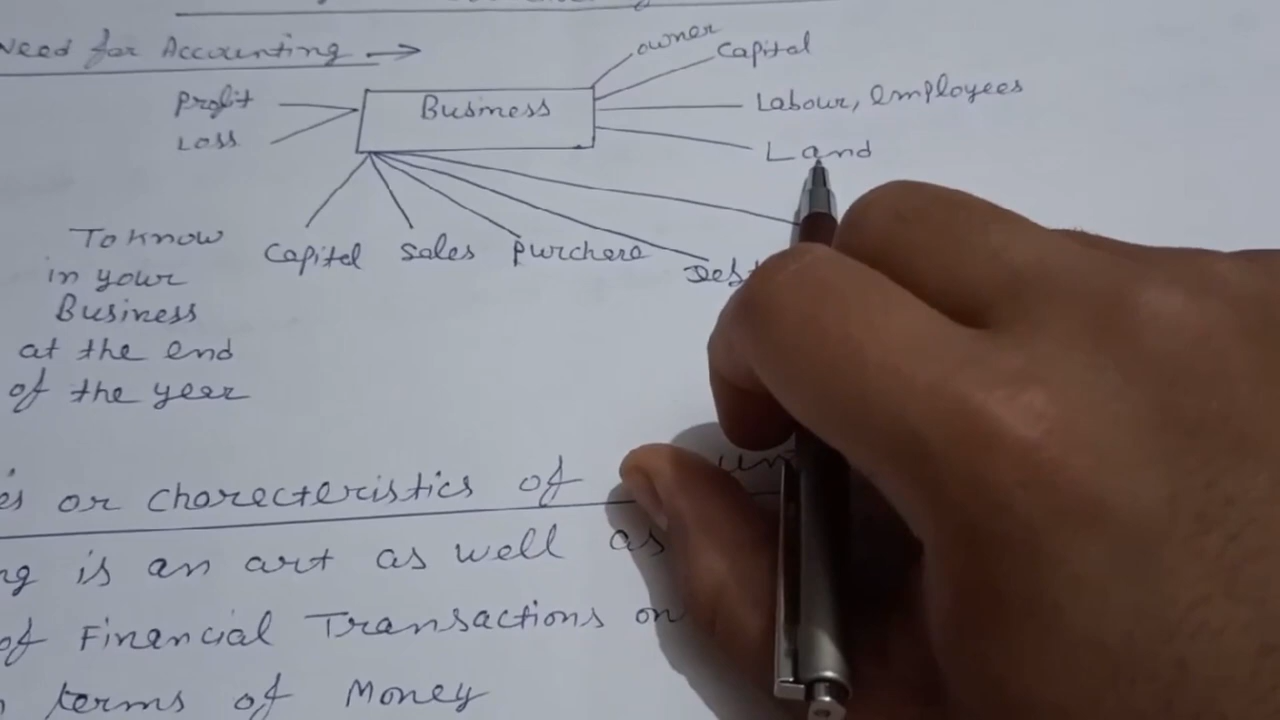 Need for Accounting →
owner
Capital
Profit
Business
Labour, Employees
Loss
Land
To Know
in your
Business
at the end
of the year
Capital Sales Purchere
or chorecteristics of
is an art as well as
of Financial Transactions on
terms of Money